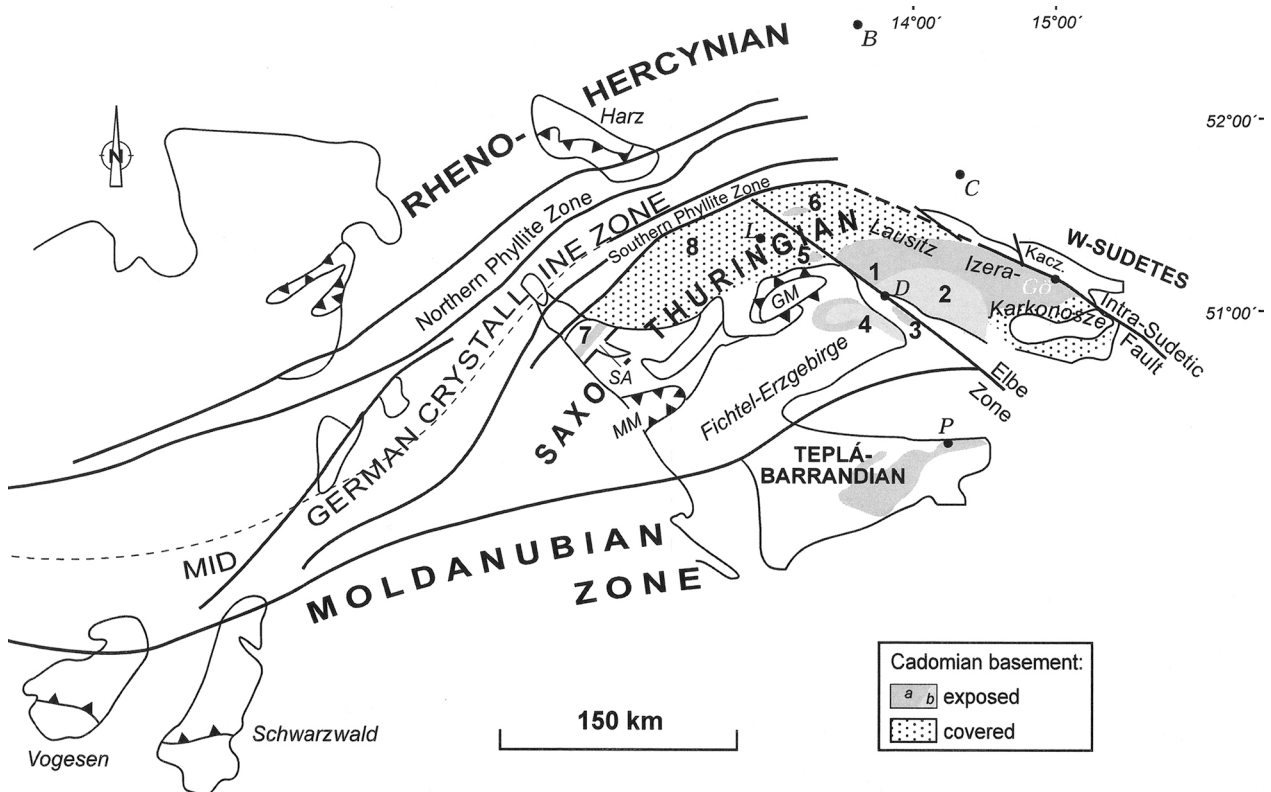 14°00´
15°00´
B
RHENO-HERCYNIAN
Harz
52°00´
N
C
Northern Phyllite Zone
Southern Phyllite Zone
6
L
8
5
Lausitz
Izera-
Karkonosze
Kacz.
W-SUDETES
Gö
1
D
2
GM
4
3
51°00´
Intra-Sudetic
Fault
7
SA
MM
SAXO-THURINGIAN
Fichtel-Erzgebirge
Elbe
Zone
MID GERMAN CRYSTALLINE ZONE
P
TEPLÁ-
BARRANDIAN
MOLDANUBIAN
ZONE
Vogesen
Schwarzwald
150 km
Cadomian basement:
a b exposed
covered